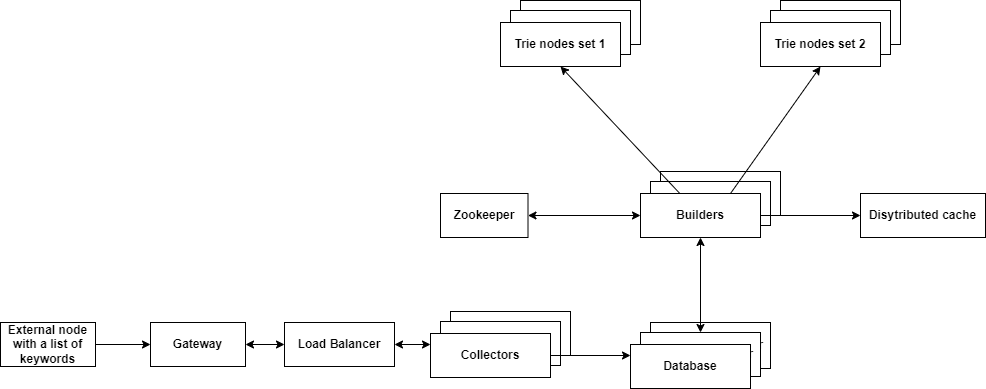 Trie nodes set 1
Trie nodes set 2
Zookeeper
Builders
Disytributed cache
External node
with a list of
keywords
Gateway
Load Balancer
Collectors
Database